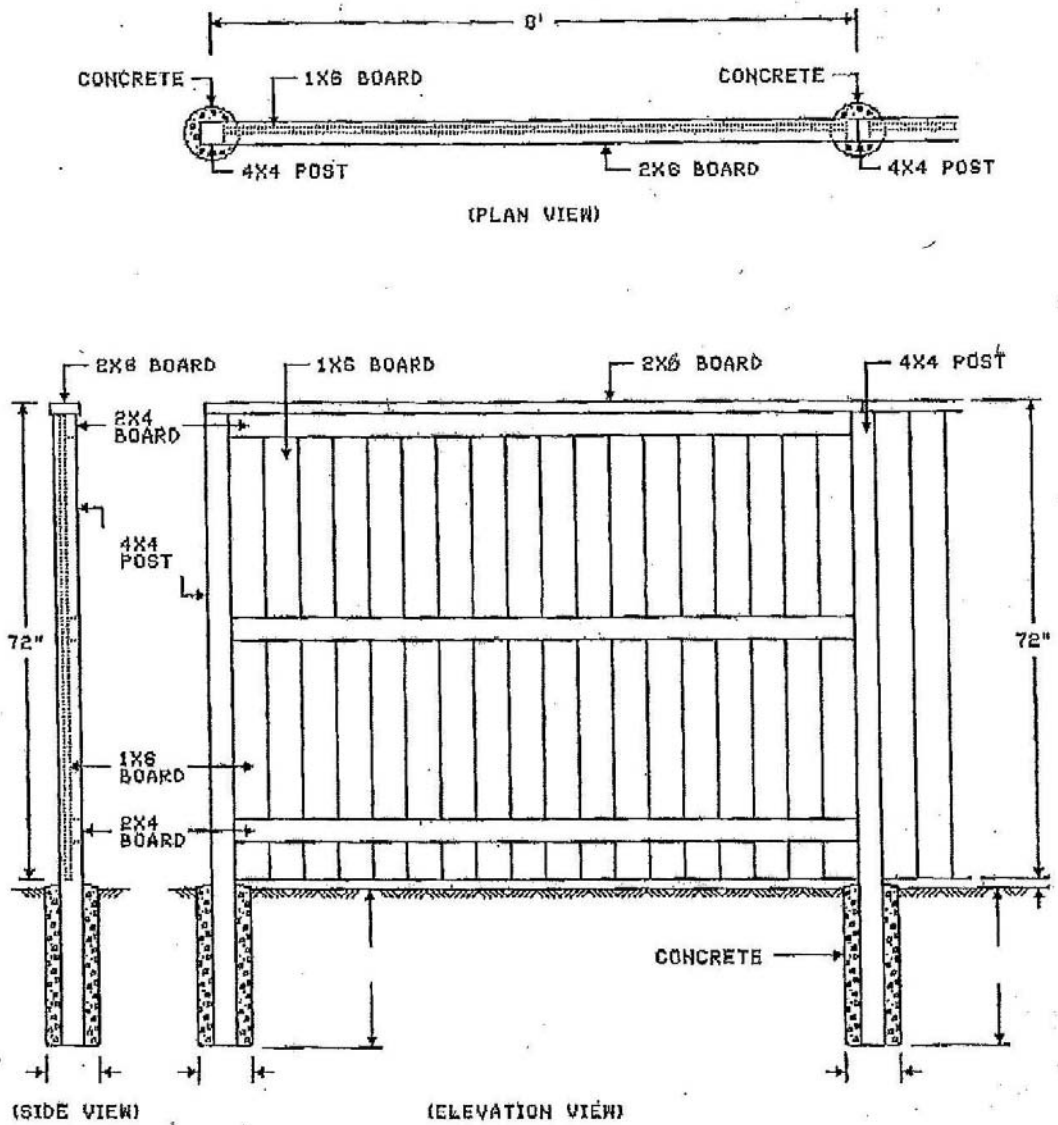 8'
CONCRETE
1X6 BOARD
CONCRETE
4X4 POST
2X6 BOARD
4X4 POST
(PLAN VIEW)
2X6 BOARD
1X6 BOARD
2X6 BOARD
4X4 POST
2X4
BOARD
4X4
POST
72"
72"
1X6
BOARD
2X4
BOARD
CONCRETE
(SIDE VIEW)
(ELEVATION VIEW)